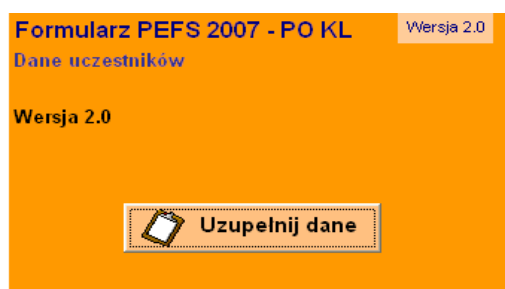 Formularz PEFS 2007 - PO KL
Wersja 2.0
Dane uczestników
Wersja 2.0
Uzupełnij dane